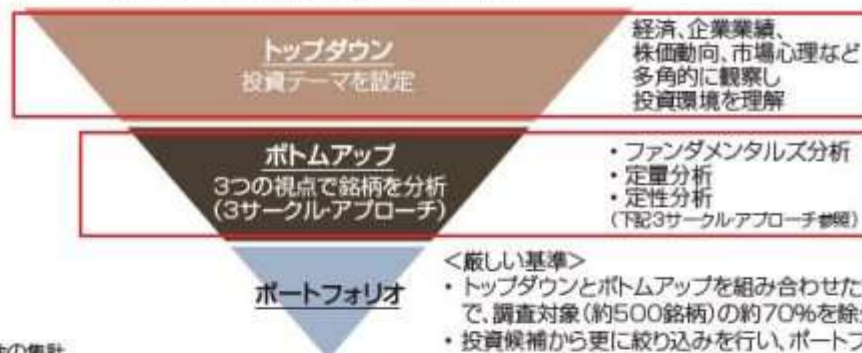 トップダウン
投資テーマを設定
経済、企業業績、
株価動向、市場心理など
多角的に観察し
投資環境を理解
ボトムアップ
3つの視点で銘柄を分析
(3サークル・アプローチ)
・ファンダメンタルズ分析
・定量分析
・定性分析
(下記3サークル・アプローチ参照)
ポートフォリオ
<厳しい基準>
・トップダウンとボトムアップを組み合わせた
で、調査対象(約500銘柄)の約70%を除
・投資候補から更に絞り込みを行い、ポートフ
の集計